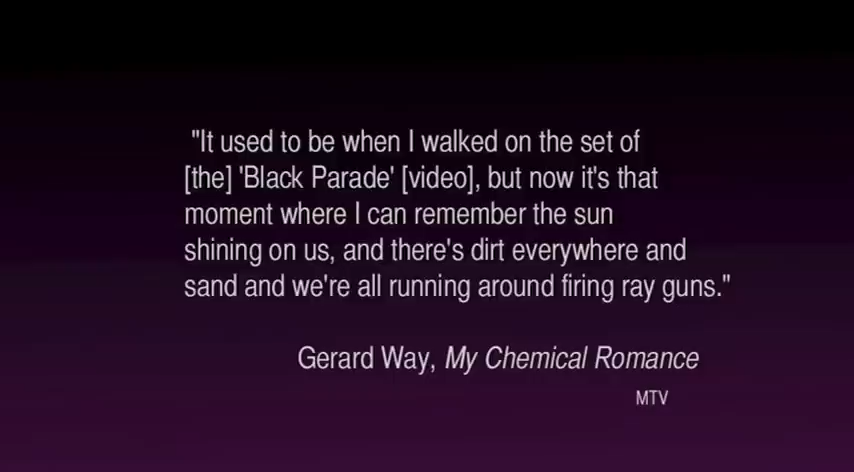 "It used to be when I walked on the set of
[the] 'Black Parade' [video], but now it's that
moment where I can remember the sun
shining on us, and there's dirt everywhere and
sand and we're all running around firing ray guns."
Gerard Way, My Chemical Romance
MTV